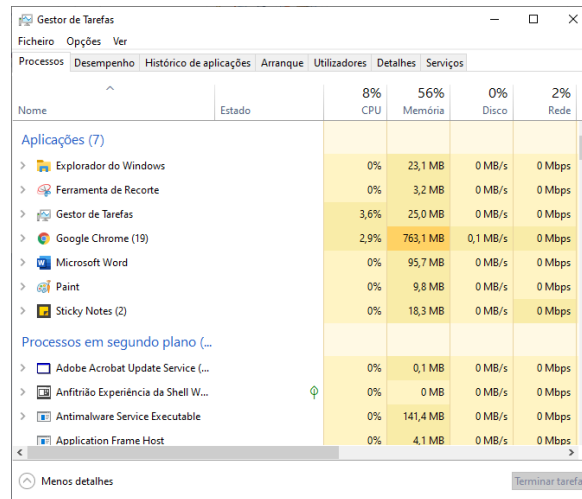 Gestor de Tarefas
Ficheiro Opções Ver
Processos Desempenho Histórico de aplicações Arranque Utilizadores Detalhes Serviços
8% 56% 0% 2%
Nome Estado CPU Memória Disco Rede
Aplicações (7)
Explorador do Windows 0% 23,1 MB 0 MB/s 0 Mbps
Ferramenta de Recorte 0% 3,2 MB 0 MB/s 0 Mbps
Gestor de Tarefas 3,6% 25,0 MB 0 MB/s 0 Mbps
Google Chrome (19) 2,9% 763,1 MB 0,1 MB/s 0 Mbps
Microsoft Word 0% 95,7 MB 0 MB/s 0 Mbps
Paint 0% 9,8 MB 0 MB/s 0 Mbps
Sticky Notes (2) 0% 18,3 MB 0 MB/s 0 Mbps
Processos em segundo plano (...
Adobe Acrobat Update Service (... 0% 0,1 MB 0 MB/s 0 Mbps
Anfitrião Experiência da Shell W... 0% 0 MB 0 MB/s 0 Mbps
Antimalware Service Executable 0% 141,4 MB 0 MB/s 0 Mbps
Application Frame Host 0% 4,1 MB 0 MB/s 0 Mbps
Menos detalhes Terminar tarefa